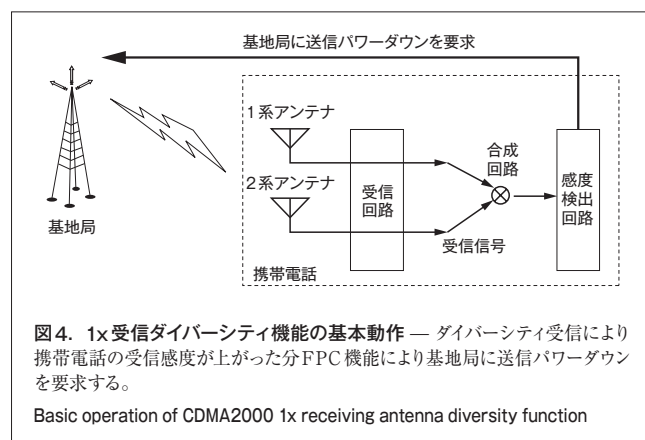 基地局に送信パワーダウンを要求
1系アンテナ
2系アンテナ
受信
回路
合成
回路
感度
検出
回路
受信信号
基地局
携帯電話
図4. 1x受信ダイバーシティ機能の基本動作 — ダイバーシティ受信により
携帯電話の受信感度が上がった分FPC機能により基地局に送信パワーダウン
を要求する。
Basic operation of CDMA2000 1x receiving antenna diversity function